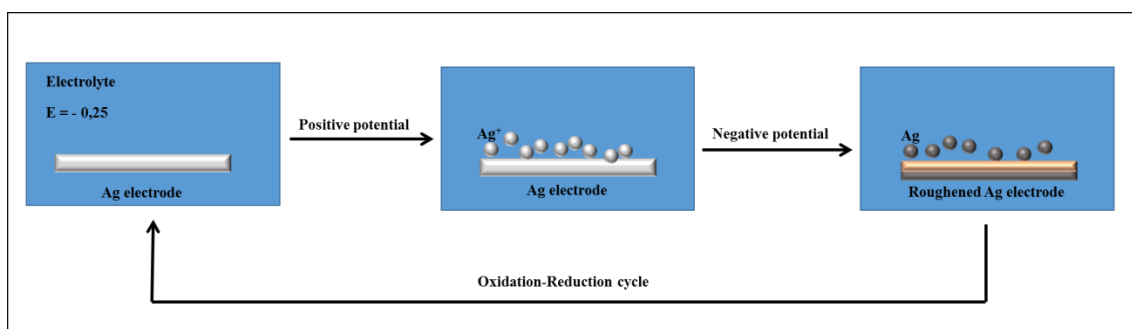 Electrolyte
E = - 0,25
Ag electrode
Positive potential
Ag+
Ag electrode
Negative potential
Ag
Roughened Ag electrode
Oxidation-Reduction cycle